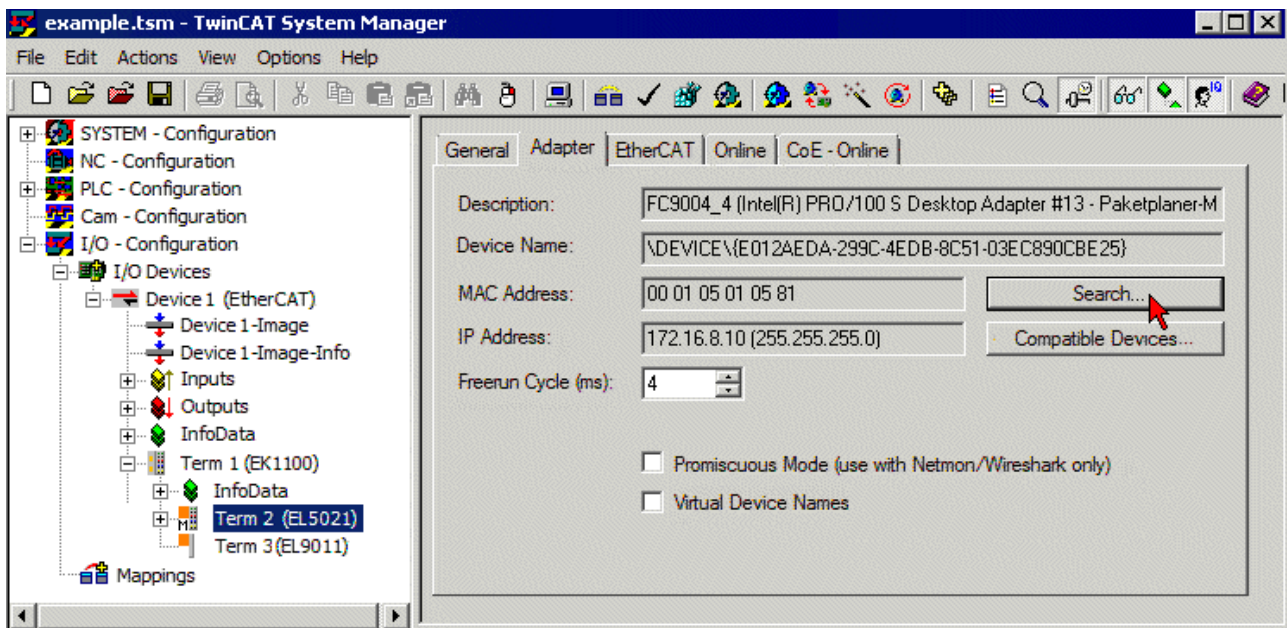 example.tsm - TwinCAT System Manager
File Edit Actions View Options Help
SYSTEM - Configuration
NC - Configuration
PLC - Configuration
Cam - Configuration
I/O - Configuration
I/O Devices
Device 1 (EtherCAT)
Device 1-Image
Device 1-Image-Info
Inputs
Outputs
InfoData
Term 1 (EK1100)
InfoData
Term 2 (EL5021)
Term 3(EL9011)
Mappings
General Adapter EtherCAT Online CoE - Online
Description: FC9004_4 (Intel(R) PRO/100 S Desktop Adapter #13 - Paketplaner-M
Device Name: \DEVICE\{E012AEDA-299C-4EDB-8C51-03EC890CBE25}
MAC Address: 00 01 05 01 05 81 Search...
IP Address: 172.16.8.10 (255.255.255.0) Compatible Devices...
Freerun Cycle (ms): 4
Promiscuous Mode (use with Netmon/Wireshark only)
Virtual Device Names